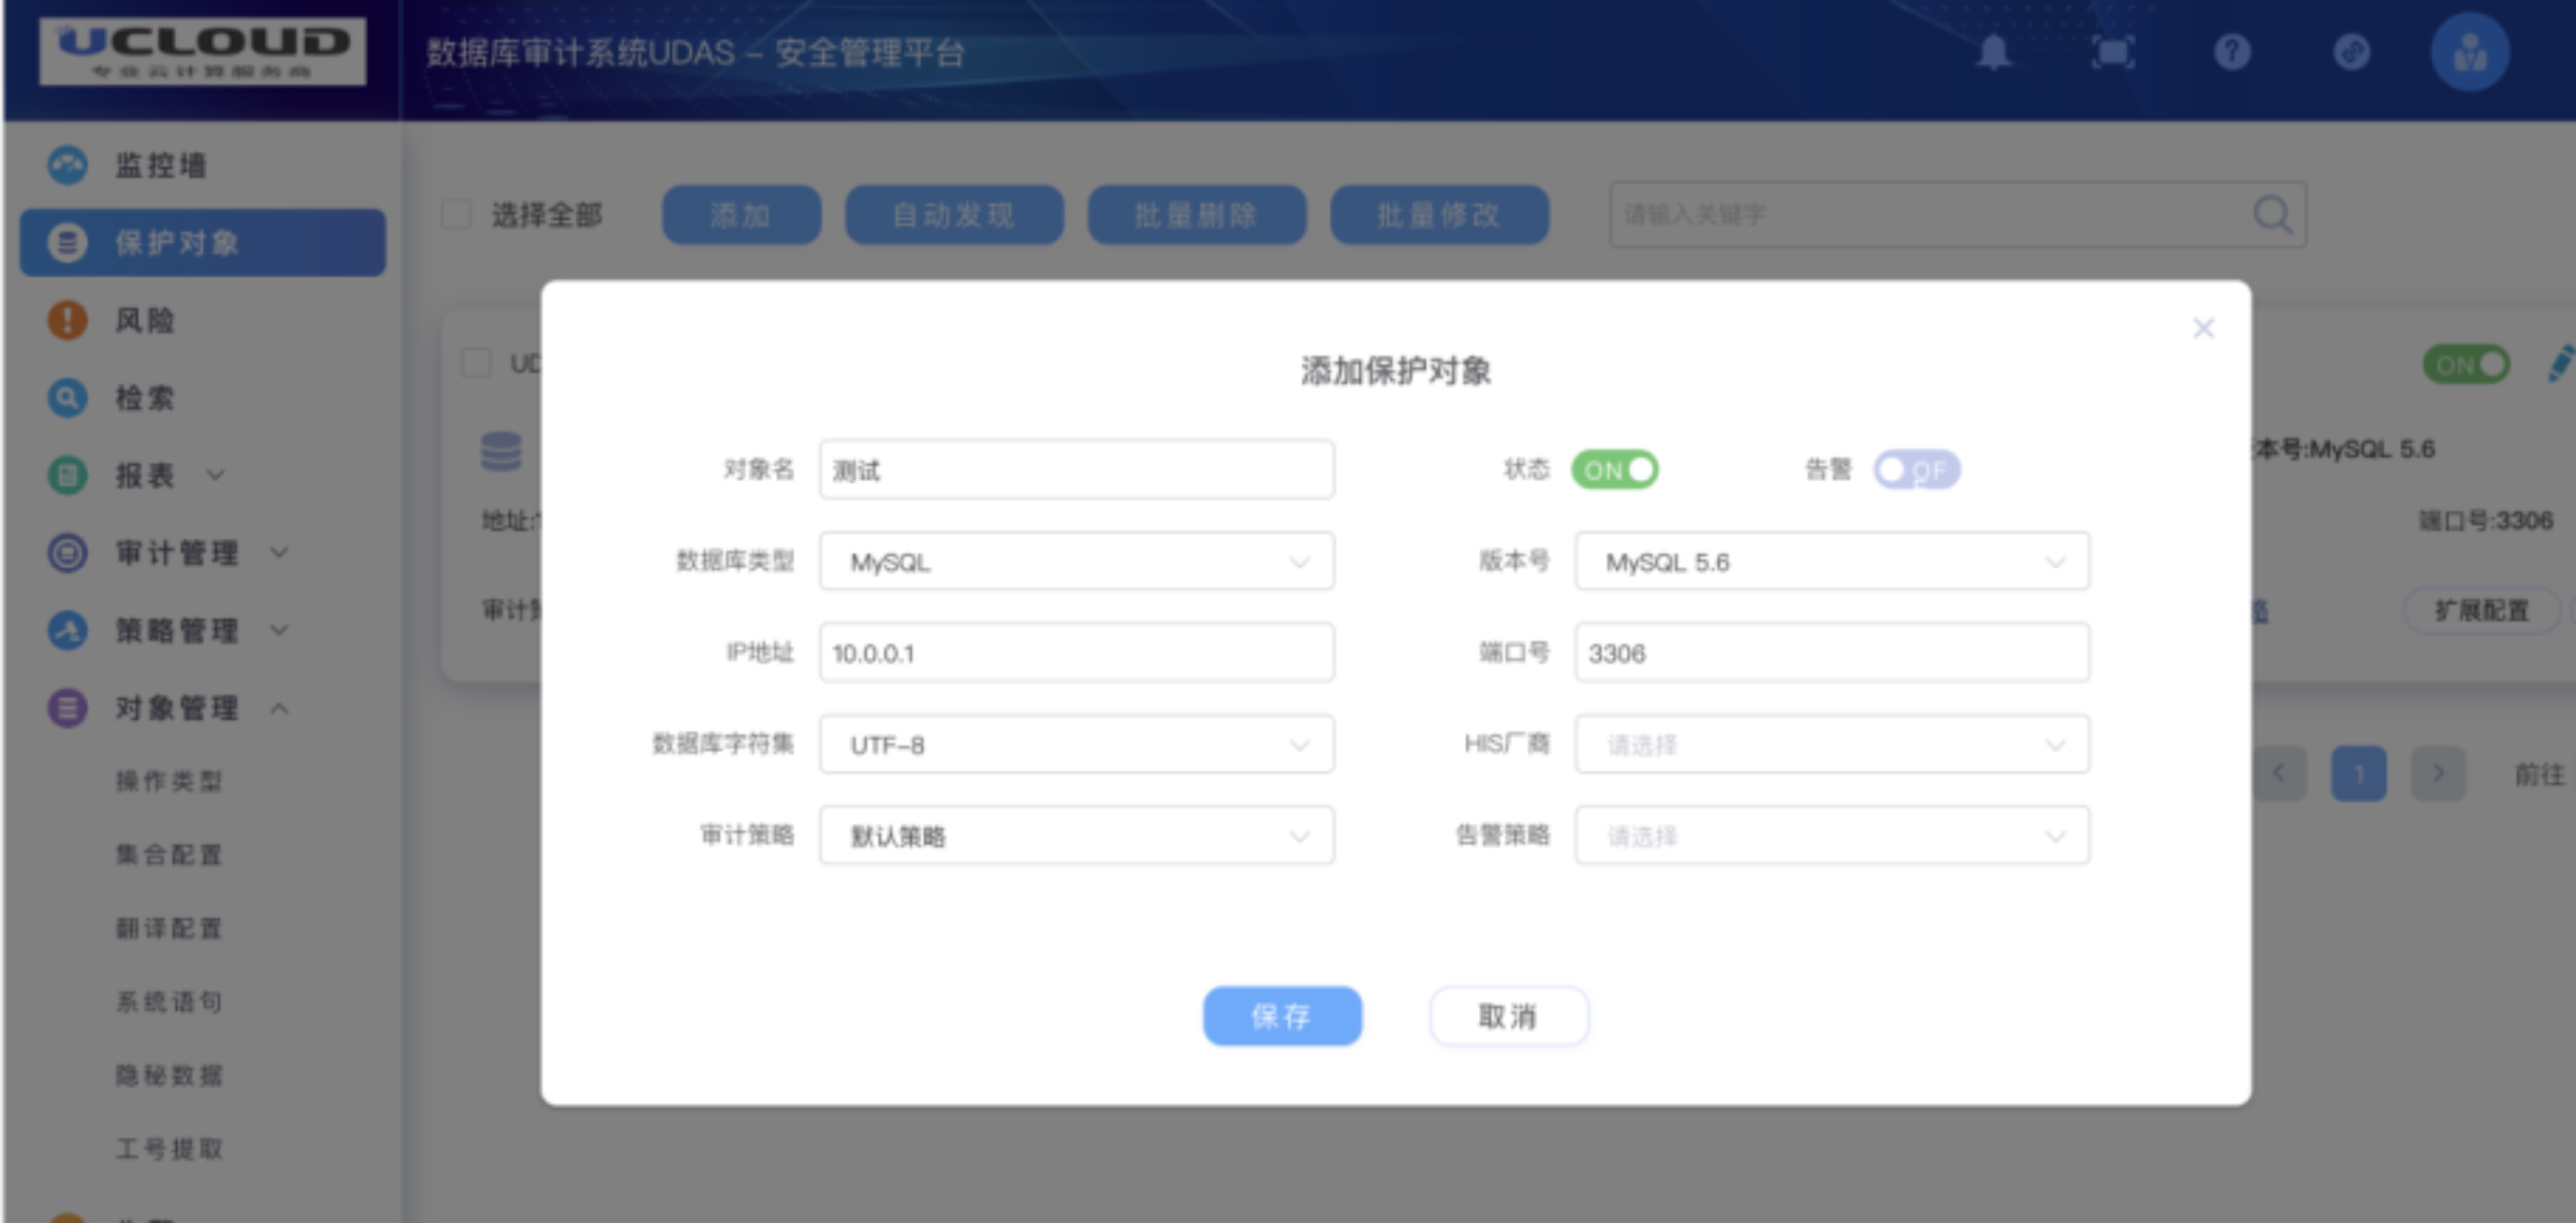 UCLOUD
专业云计算服务商
数据库审计系统UDAS – 安全管理平台
监控墙
保护对象
风险
检索
报表
审计管理
策略管理
对象管理
操作类型
集合配置
翻译配置
系统语句
隐秘数据
工号提取
选择全部
添加
自动发现
批量删除
批量修改
请输入关键字
UD
ON
本号:MySQL 5.6
地址:
端口号:3306
审计
扩展配置
1
前往
添加保护对象
对象名 测试
状态 ON
告警 OF
数据库类型 MySQL
版本号 MySQL 5.6
IP地址 10.0.0.1
端口号 3306
数据库字符集 UTF–8
HIS厂商 请选择
审计策略 默认策略
告警策略 请选择
保存
取消